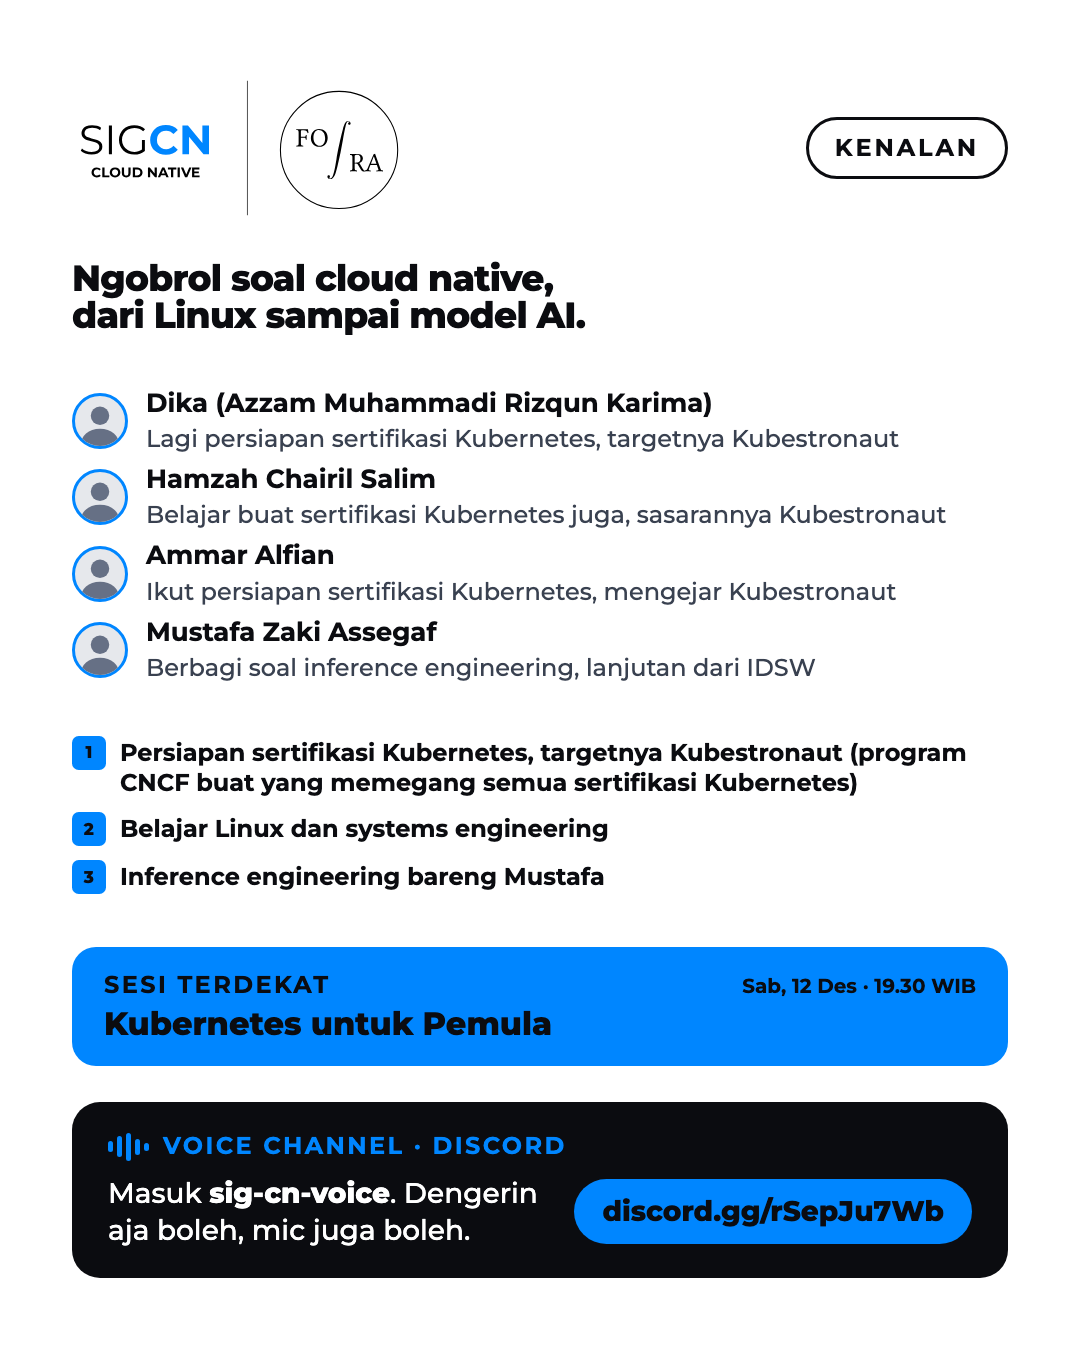 SIGCN
CLOUD NATIVE
FO
RA
KENALAN
Ngobrol soal cloud native,
dari Linux sampai model AI.
Dika (Azzam Muhammadi Rizqun Karima)
Lagi persiapan sertifikasi Kubernetes, targetnya Kubestronaut
Hamzah Chairil Salim
Belajar buat sertifikasi Kubernetes juga, sasarannya Kubestronaut
Ammar Alfian
Ikut persiapan sertifikasi Kubernetes, mengejar Kubestronaut
Mustafa Zaki Assegaf
Berbagi soal inference engineering, lanjutan dari IDSW
1 Persiapan sertifikasi Kubernetes, targetnya Kubestronaut (program
CNCF buat yang memegang semua sertifikasi Kubernetes)
2 Belajar Linux dan systems engineering
3 Inference engineering bareng Mustafa
SESI TERDEKAT
Sab, 12 Des · 19.30 WIB
Kubernetes untuk Pemula
VOICE CHANNEL · DISCORD
Masuk sig-cn-voice. Dengerin
aja boleh, mic juga boleh.
discord.gg/rSepJu7Wb